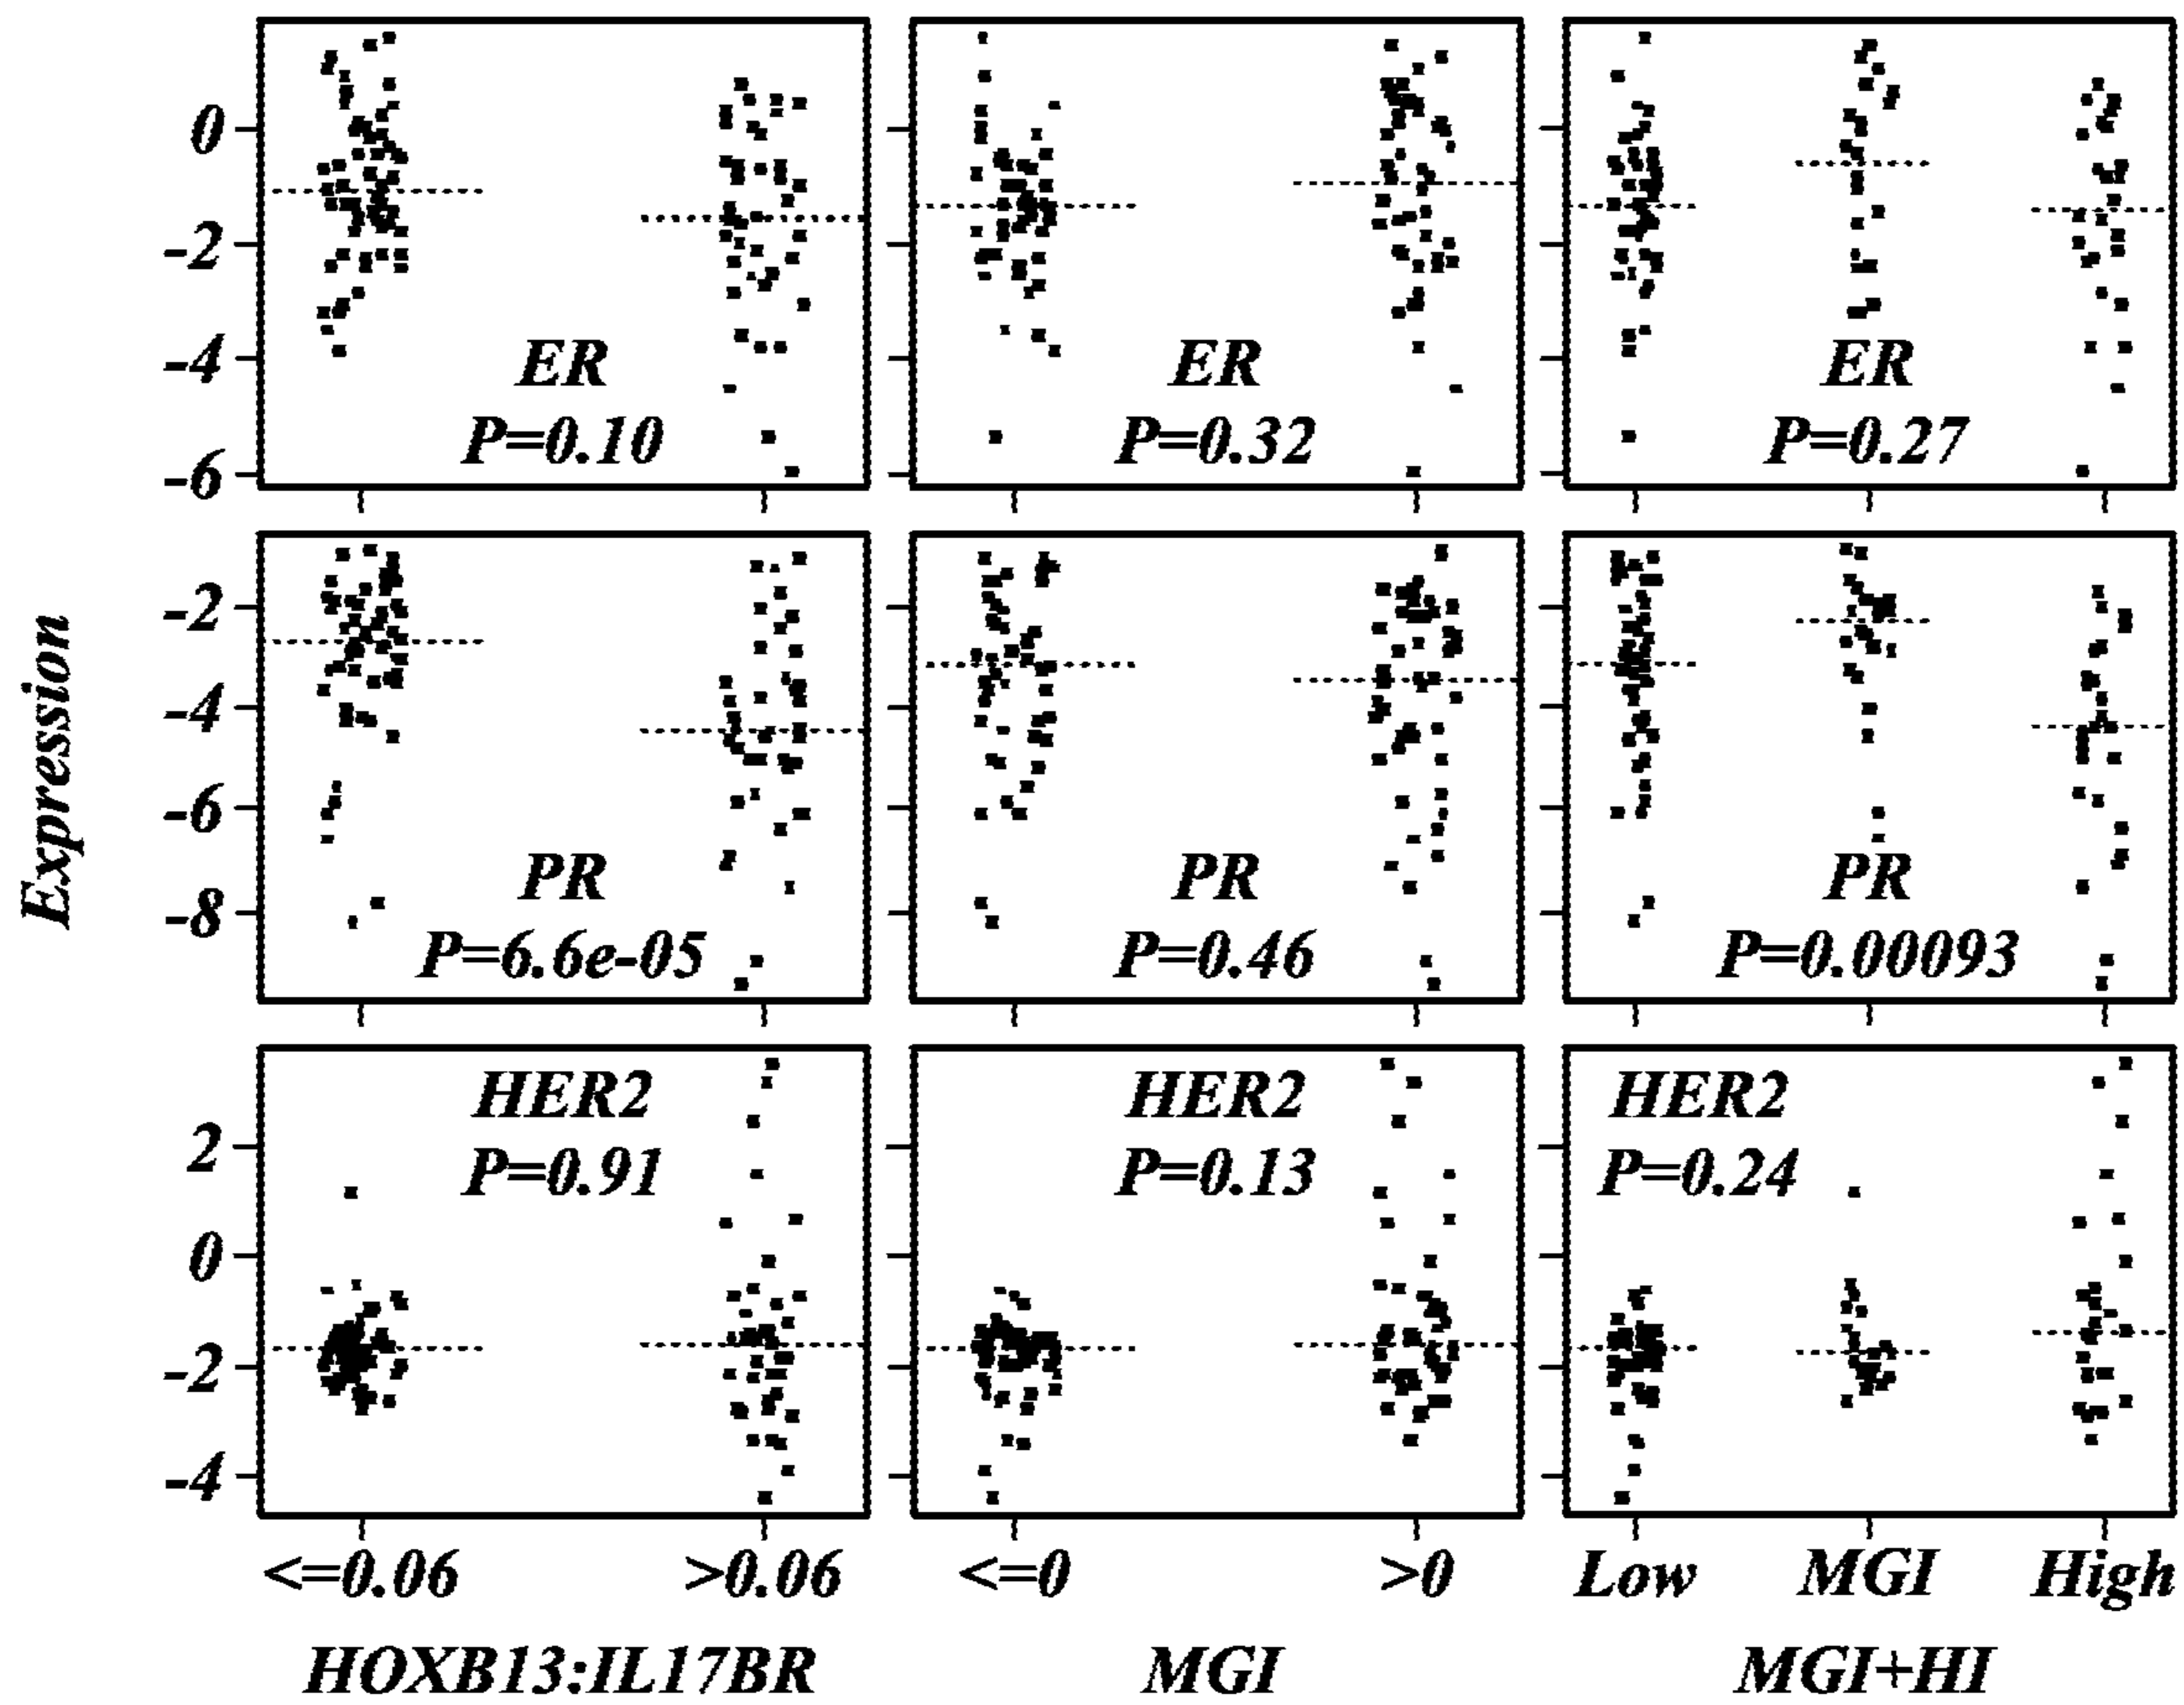 0
-2
-4
-6
ER
P=0.10
ER
P=0.32
ER
P=0.27
Expression
-2
-4
-6
-8
PR
P=6.6e-05
PR
P=0.46
PR
P=0.00093
2
0
-2
-4
HER2
P=0.91
HER2
P=0.13
HER2
P=0.24
<=0.06 >0.06 <=0 >0 Low MGI High
HOXB13:IL17BR MGI MGI+HI